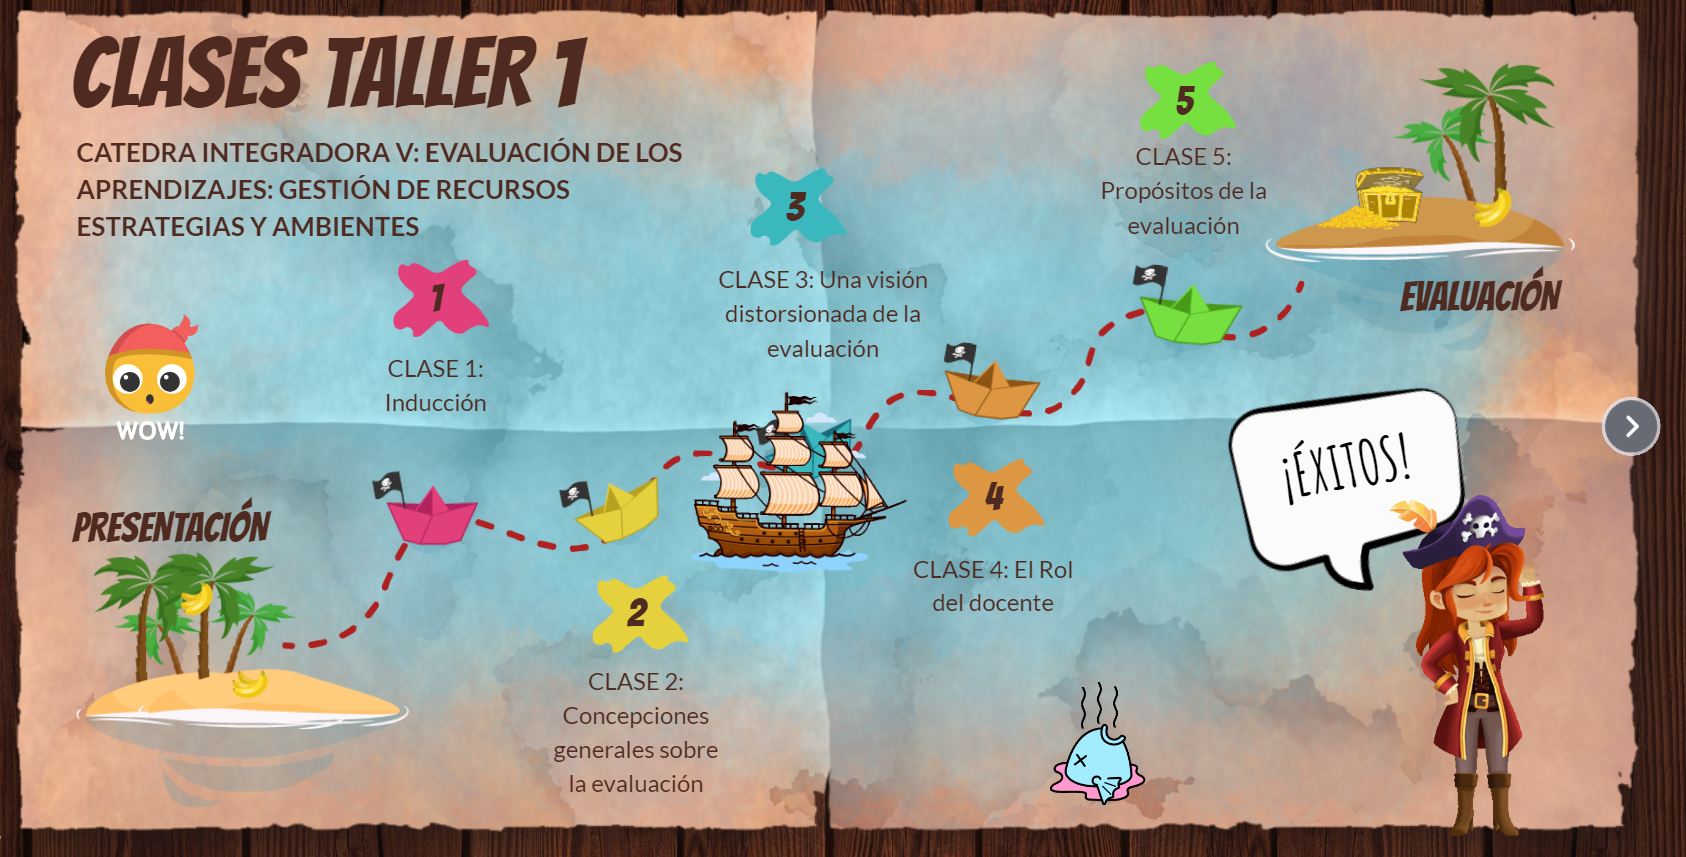 CLASES TALLER 1
CATEDRA INTEGRADORA V: EVALUACIÓN DE LOS
APRENDIZAJES: GESTIÓN DE RECURSOS
ESTRATEGIAS Y AMBIENTES
WOW!
PRESENTACIÓN
1
CLASE 1:
Inducción
2
CLASE 2:
Concepciones
generales sobre
la evaluación
3
CLASE 3: Una visión
distorsionada de la
evaluación
4
CLASE 4: El Rol
del docente
5
CLASE 5:
Propósitos de la
evaluación
EVALUACIÓN
¡ÉXITOS!